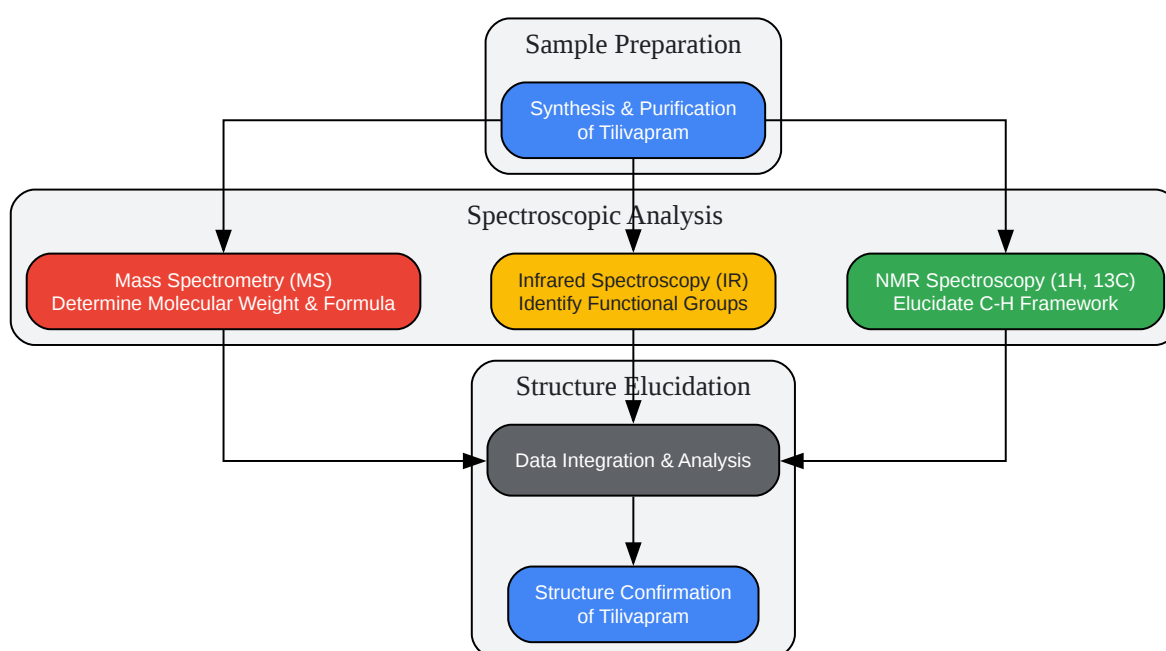 Sample Preparation
Synthesis & Purification
of Tilivapram
Spectroscopic Analysis
Mass Spectrometry (MS)
Determine Molecular Weight & Formula
Infrared Spectroscopy (IR)
Identify Functional Groups
NMR Spectroscopy (1H, 13C)
Elucidate C-H Framework
Structure Elucidation
Data Integration & Analysis
Structure Confirmation
of Tilivapram